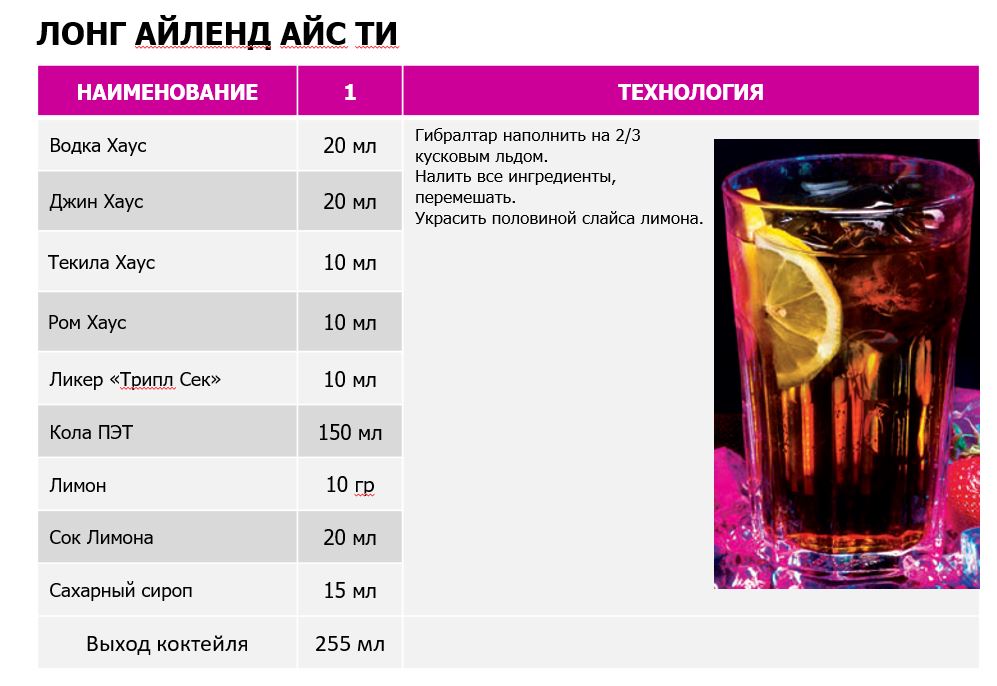 ЛОНГ АЙЛЕНД АЙС ТИ
НАИМЕНОВАНИЕ 1 ТЕХНОЛОГИЯ
Водка Хаус 20 мл
Гибралтар наполнить на 2/3
кусковым льдом.
Налить все ингредиенты,
перемешать.
Украсить половиной слайса лимона.
Джин Хаус 20 мл
Текила Хаус 10 мл
Ром Хаус 10 мл
Ликер «Трипл Сек» 10 мл
Кола ПЭТ 150 мл
Лимон 10 гр
Сок Лимона 20 мл
Сахарный сироп 15 мл
Выход коктейля 255 мл